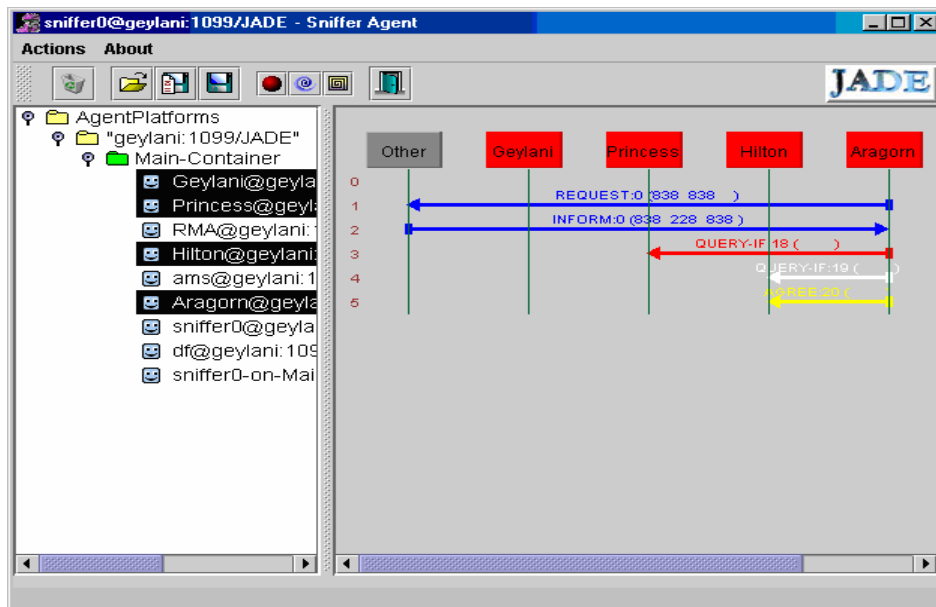 sniffer0@geylani:1099/JADE - Sniffer Agent
Actions About
JADE
AgentPlatforms
"geylani:1099/JADE"
Main-Container
Geylani@geyla
Princess@geyl
RMA@geylani:1
Hilton@geylani:
ams@geylani:1
Aragorn@geyla
sniffer0@geyla
df@geylani:109
sniffer0-on-Mai
Other Geylani Princess Hilton Aragorn
0
1 REQUEST:0 (838 838 )
2 INFORM:0 (838 228 838 )
3 QUERY-IF:18 ( )
4 QUERY-IF:19 ( )
5 AGREE:20 ( )